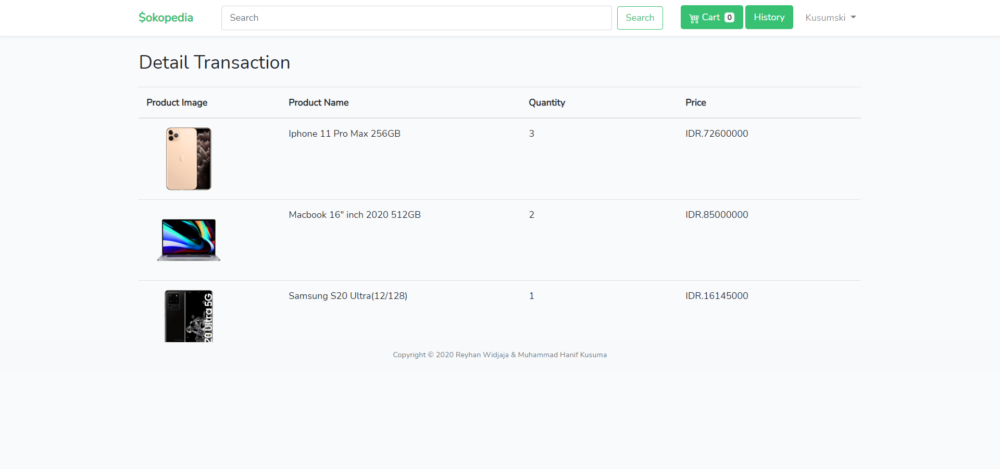 $okopedia Search Search Cart 0 History Kusumski
Detail Transaction
Product Image Product Name Quantity Price
Iphone 11 Pro Max 256GB 3 IDR.72600000
Macbook 16" inch 2020 512GB 2 IDR.85000000
Samsung S20 Ultra(12/128) 1 IDR.16145000
20 Ultra 5G
Copyright © 2020 Reyhan Widjaja & Muhammad Hanif Kusuma